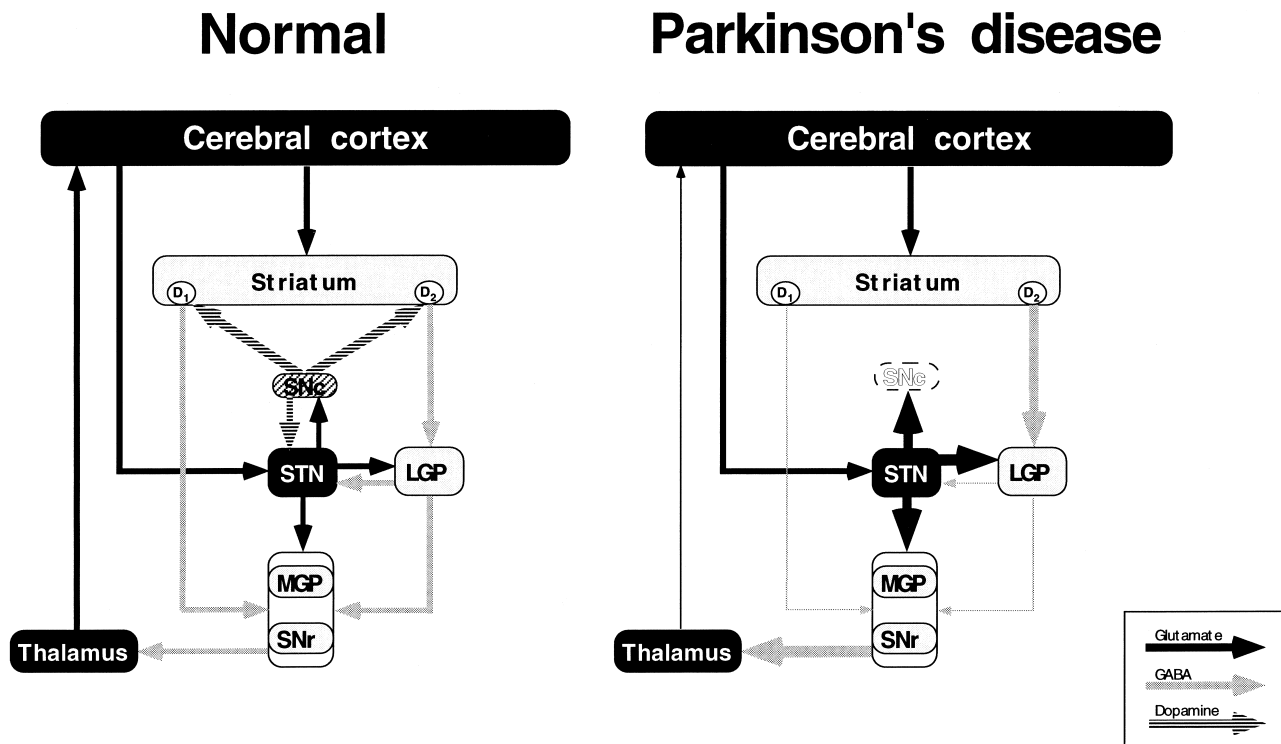 Normal
Cerebral cortex
Striatum
D1
D2
SNc
STN
LGP
MGP
SNr
Thalamus
Parkinson's disease
Cerebral cortex
Striatum
D1
D2
SNc
STN
LGP
MGP
SNr
Thalamus
Glutamate
GABA
Dopamine